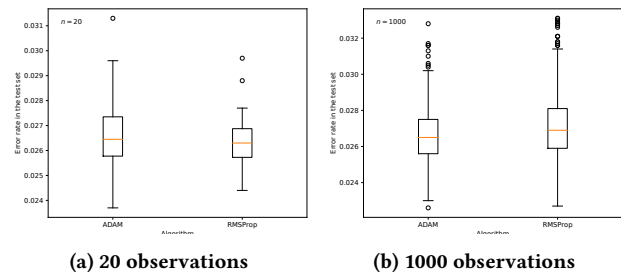 n = 20
0.031
0.030
0.029
0.028
0.027
0.026
0.025
0.024
Error rate in the test set
ADAM
RMSProp
Algorithm
(a) 20 observations
n = 1000
0.032
0.030
0.028
0.026
0.024
Error rate in the test set
ADAM
RMSProp
Algorithm
(b) 1000 observations